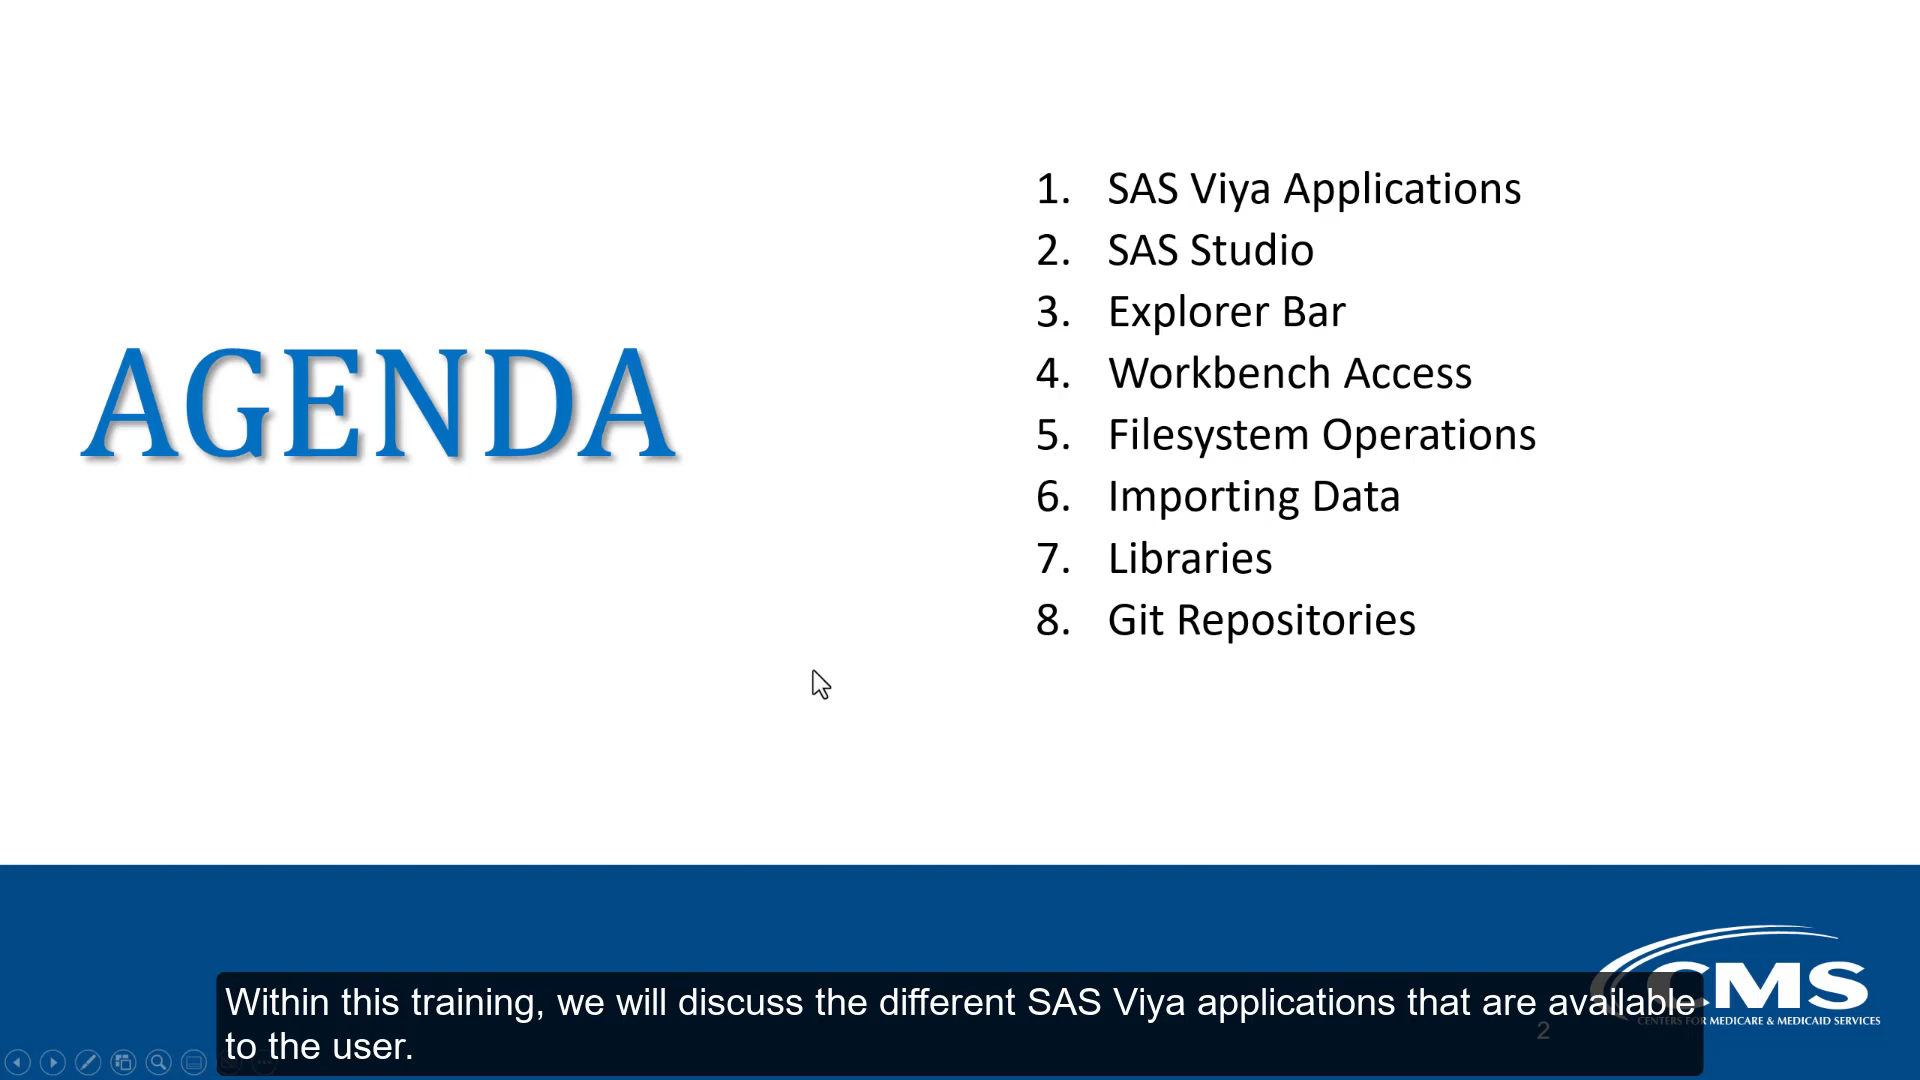 AGENDA
1. SAS Viya Applications
2. SAS Studio
3. Explorer Bar
4. Workbench Access
5. Filesystem Operations
6. Importing Data
7. Libraries
8. Git Repositories
CMS
CENTERS FOR MEDICARE & MEDICAID SERVICES
Within this training, we will discuss the different SAS Viya applications that are available
to the user.
2